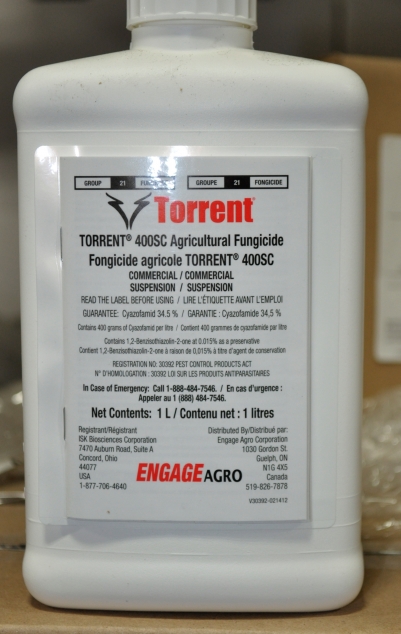 GROUP 21 FUNGICIDE GROUPE 21 FONGICIDE
Torrent
TORRENT® 400SC Agricultural Fungicide
Fongicide agricole TORRENT® 400SC
COMMERCIAL / COMMERCIAL
SUSPENSION / SUSPENSION
READ THE LABEL BEFORE USING / LIRE L'ÉTIQUETTE AVANT L'EMPLOI
GUARANTEE: Cyazofamid 34.5 % / GARANTIE : Cyazofamide 34,5 %
Contains 400 grams of Cyazofamid per litre / Contient 400 grammes de cyazofamide par litre
Contains 1,2-Benzisothiazolin-2-one at 0.015% as a preservative
Contient 1,2-Benzisothiazolin-2-one à raison de 0,015% à titre d'agent de conservation
REGISTRATION NO: 30392 PEST CONTROL PRODUCTS ACT
N° D'HOMOLOGATION : 30392 LOI SUR LES PRODUITS ANTIPARASITAIRES
In Case of Emergency: Call 1-888-484-7546. / En cas d'urgence :
Appeler au 1 (888) 484-7546.
Net Contents: 1 L / Contenu net : 1 litres
Registrant/Régistrant
ISK Biosciences Corporation
7470 Auburn Road, Suite A
Concord, Ohio
44077
USA
1-877-706-4640
ENGAGE AGRO
Distributed By/Distribué par:
Engage Agro Corporation
1030 Gordon St.
Guelph, ON
N1G 4X5
Canada
519-826-7878
V30392-021412